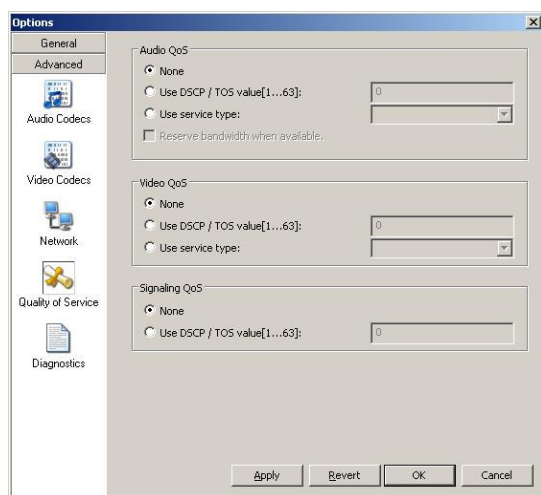 Options
General
Advanced
Audio Codecs
Video Codecs
Network
Quality of Service
Diagnostics
Audio QoS
None
Use DSCP / TOS value[1...63]: 0
Use service type:
Reserve bandwidth when available.
Video QoS
None
Use DSCP / TOS value[1...63]: 0
Use service type:
Signaling QoS
None
Use DSCP / TOS value[1...63]: 0
Apply Revert OK Cancel